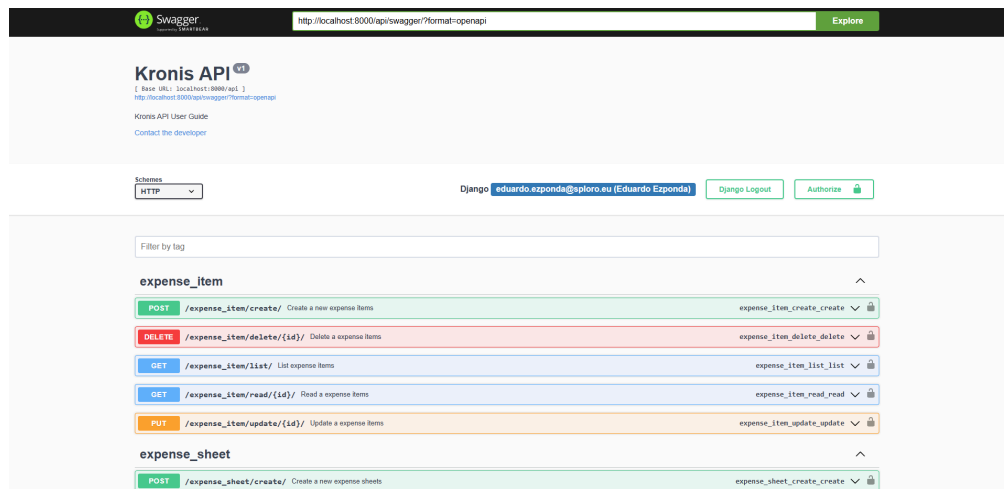 Swagger.
Supported by SMARTBEAR
http://localhost:8000/api/swagger/?format=openapi
Explore
Kronis API v1
[ Base URL: localhost:8000/api ]
http://localhost:8000/api/swagger/?format=openapi
Kronis API User Guide
Contact the developer
Schemes
HTTP
Django eduardo.ezponda@sploro.eu (Eduardo Ezponda)
Django Logout
Authorize
Filter by tag
expense_item
POST /expense_item/create/ Create a new expense items expense_item_create_create
DELETE /expense_item/delete/{id}/ Delete a expense items expense_item_delete_delete
GET /expense_item/list/ List expense items expense_item_list_list
GET /expense_item/read/{id}/ Read a expense items expense_item_read_read
PUT /expense_item/update/{id}/ Update a expense items expense_item_update_update
expense_sheet
POST /expense_sheet/create/ Create a new expense sheets expense_sheet_create_create